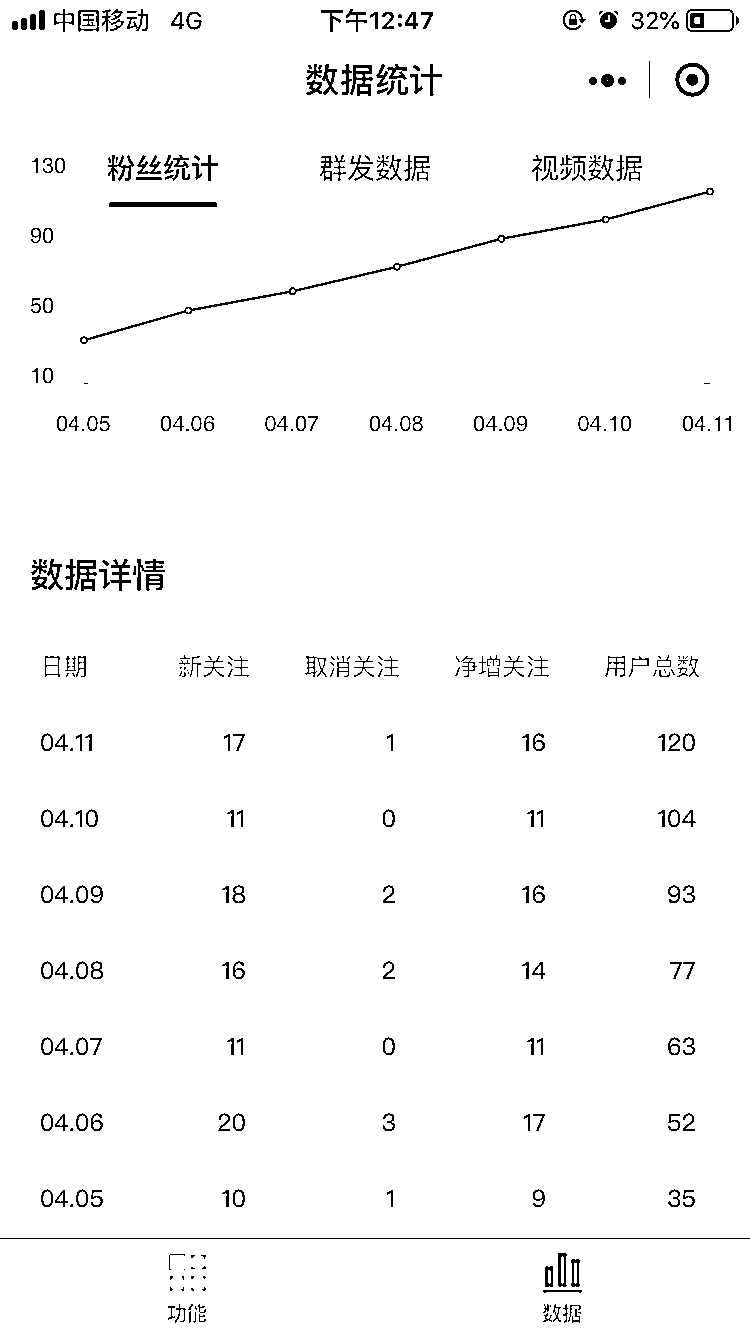 中国移动 4G 下午12:47 32%
数据统计
粉丝统计 群发数据 视频数据
130
90
50
10
04.05 04.06 04.07 04.08 04.09 04.10 04.11
数据详情
日期 新关注 取消关注 净增关注 用户总数
04.11 17 1 16 120
04.10 11 0 11 104
04.09 18 2 16 93
04.08 16 2 14 77
04.07 11 0 11 63
04.06 20 3 17 52
04.05 10 1 9 35
功能 数据